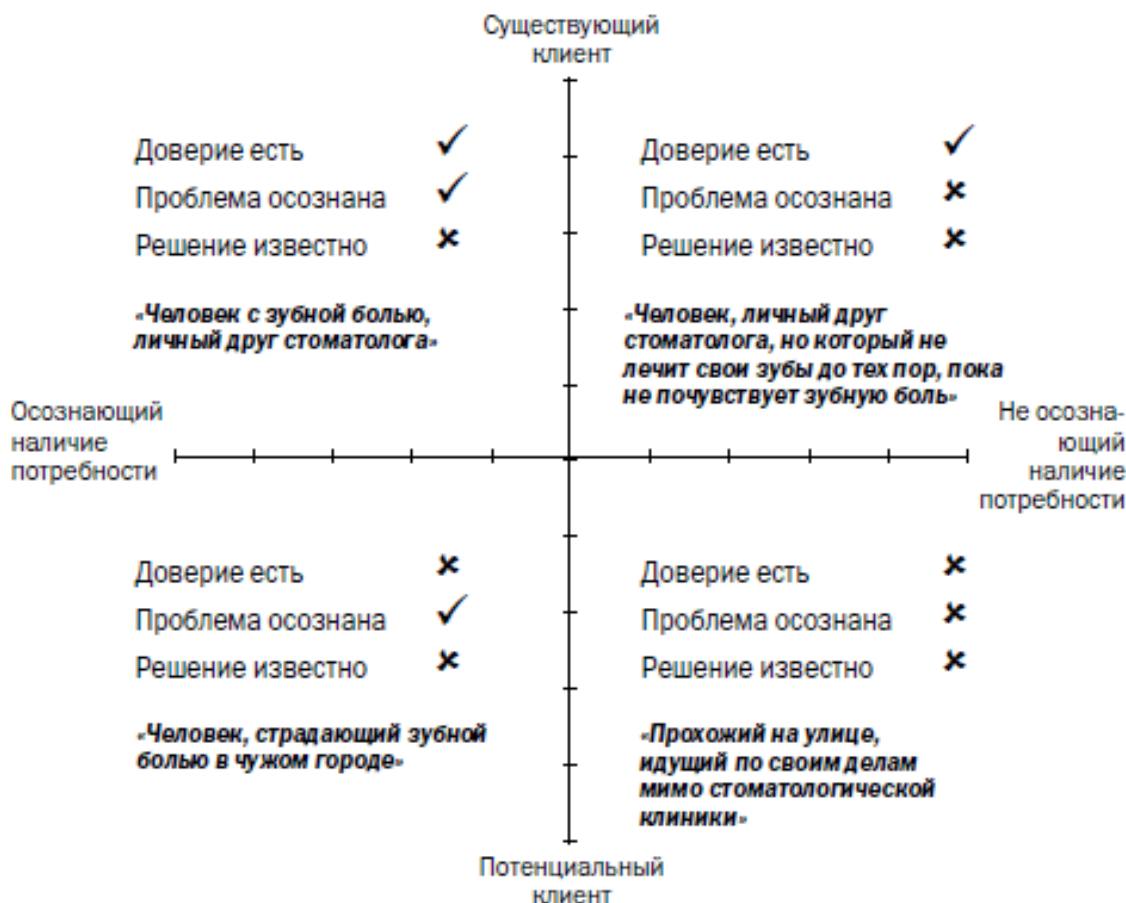 Существующий
клиент
Доверие есть ✓
Проблема осознана ✓
Решение известно ✗
«Человек с зубной болью,
личный друг стоматолога»
Доверие есть ✓
Проблема осознана ✗
Решение известно ✗
«Человек, личный друг
стоматолога, но который не
лечит свои зубы до тех пор, пока
не почувствует зубную боль»
Осознающий
наличие
потребности
Не осозна-
ющий
наличие
потребности
Доверие есть ✗
Проблема осознана ✓
Решение известно ✗
«Человек, страдающий зубной
болью в чужом городе»
Доверие есть ✗
Проблема осознана ✗
Решение известно ✗
«Прохожий на улице,
идущий по своим делам
мимо стоматологической
клиники»
Потенциальный
клиент